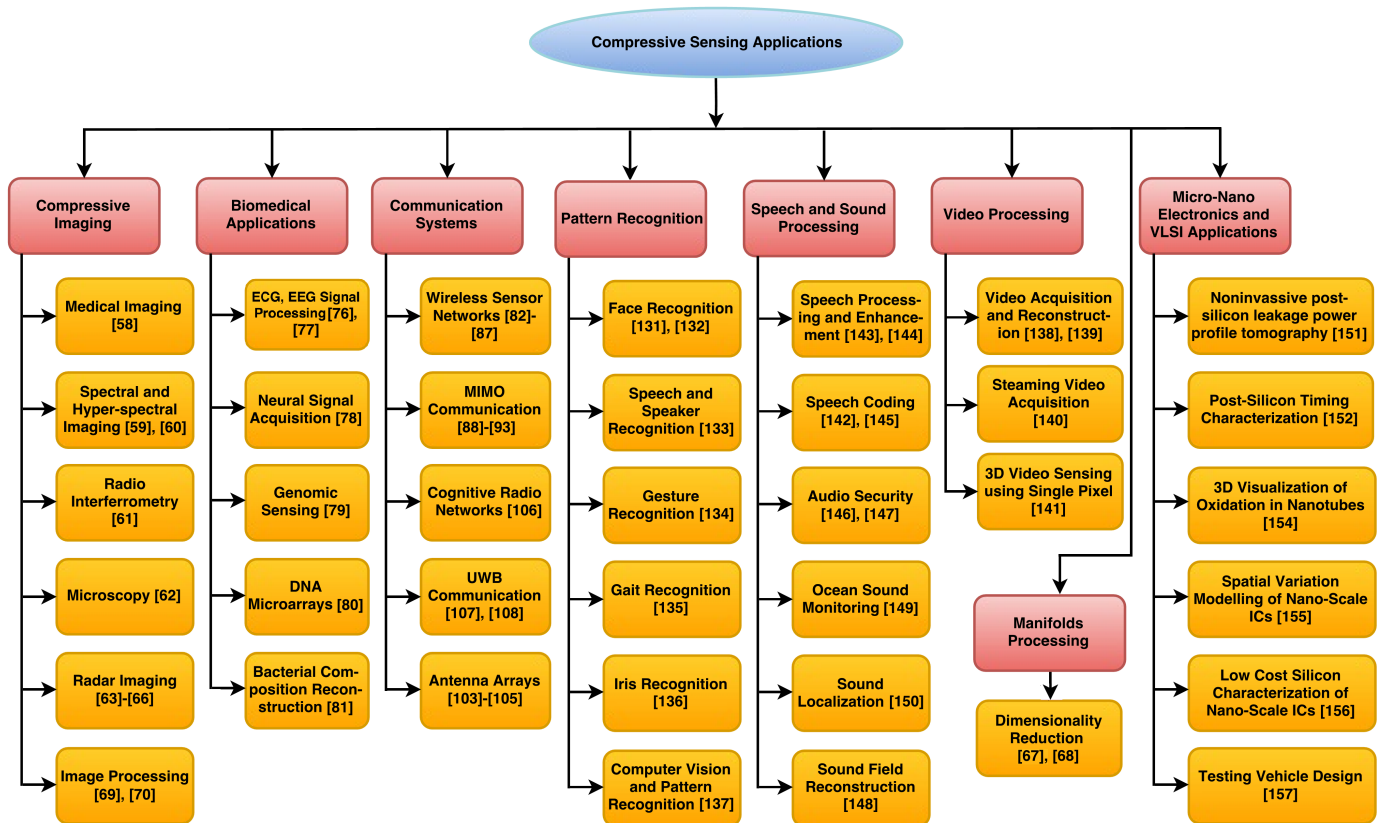 Compressive Sensing Applications
Compressive
Imaging
Biomedical
Applications
Communication
Systems
Pattern Recognition
Speech and Sound
Processing
Video Processing
Micro-Nano
Electronics and
VLSI Applications
Medical Imaging
[58]
Spectral and
Hyper-spectral
Imaging [59], [60]
Radio
Interferrometry
[61]
Microscopy [62]
Radar Imaging
[63]-[66]
Image Processing
[69], [70]
ECG, EEG Signal
Processing[76],
[77]
Neural Signal
Acquisition [78]
Genomic
Sensing [79]
DNA
Microarrays [80]
Bacterial Com-
position Recon-
struction [81]
Wireless Sensor
Networks [82]-
[87]
MIMO
Communication
[88]-[93]
Cognitive Radio
Networks [106]
UWB
Communication
[107], [108]
Antenna Arrays
[103]-[105]
Face Recognition
[131], [132]
Speech and
Speaker
Recognition [133]
Gesture
Recognition [134]
Gait Recognition
[135]
Iris Recognition
[136]
Computer Vision
and Pattern
Recognition [137]
Speech Process-
ing and Enhance-
ment [143], [144]
Speech Coding
[142], [145]
Audio Security
[146], [147]
Ocean Sound
Monitoring [149]
Sound
Localization [150]
Sound Field
Reconstruction
[148]
Video Acquisition
and Reconstruct-
ion [138], [139]
Steaming Video
Acquisition
[140]
3D Video Sensing
using Single Pixel
[141]
Manifolds
Processing
Dimensionality
Reduction
[67], [68]
Noninvassive post-
silicon leakage power
profile tomography [151]
Post-Silicon Timing
Characterization [152]
3D Visualization of
Oxidation in Nanotubes
[154]
Spatial Variation
Modelling of Nano-Scale
ICs [155]
Low Cost Silicon
Characterization of
Nano-Scale ICs [156]
Testing Vehicle Design
[157]